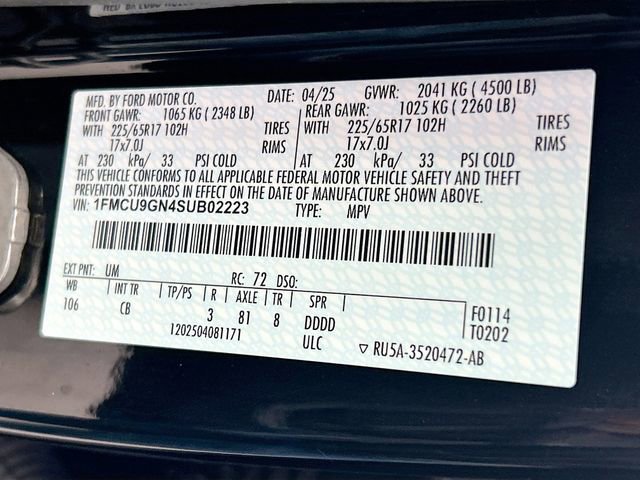 MFD. BY FORD MOTOR CO. DATE: 04/25 GVWR: 2041 KG ( 4500 LB)
FRONT GAWR: 1065 KG ( 2348 LB) REAR GAWR: 1025 KG ( 2260 LB)
WITH 225/65R17 102H TIRES WITH 225/65R17 102H TIRES
17x7.0J RIMS 17x7.0J RIMS
AT 230 kPa/ 33 PSI COLD AT 230 kPa/ 33 PSI COLD
THIS VEHICLE CONFORMS TO ALL APPLICABLE FEDERAL MOTOR VEHICLE SAFETY AND THEFT
PREVENTION STANDARDS IN EFFECT ON THE DATE OF MANUFACTURE SHOWN ABOVE.
VIN: 1FMCU9GN4SUB02223 TYPE: MPV
EXT PNT: UM RC: 72 DSO:
WB INT TR TP/PS R AXLE TR SPR
106 CB 3 81 8 DDDD
F0114
T0202
1202504081171 ULC
RU5A-3520472-AB